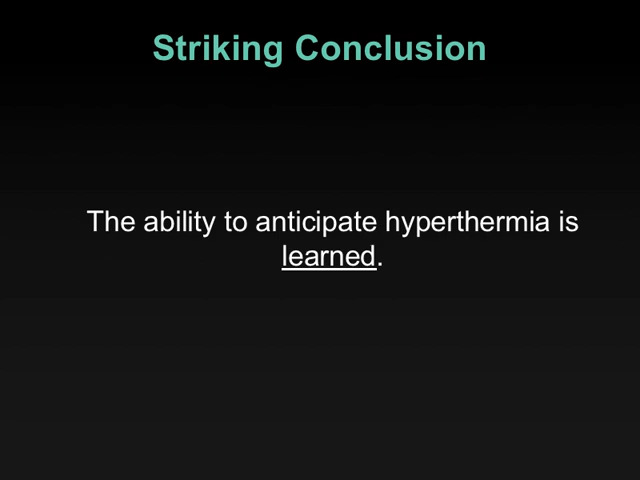 Striking Conclusion
The ability to anticipate hyperthermia is
learned.